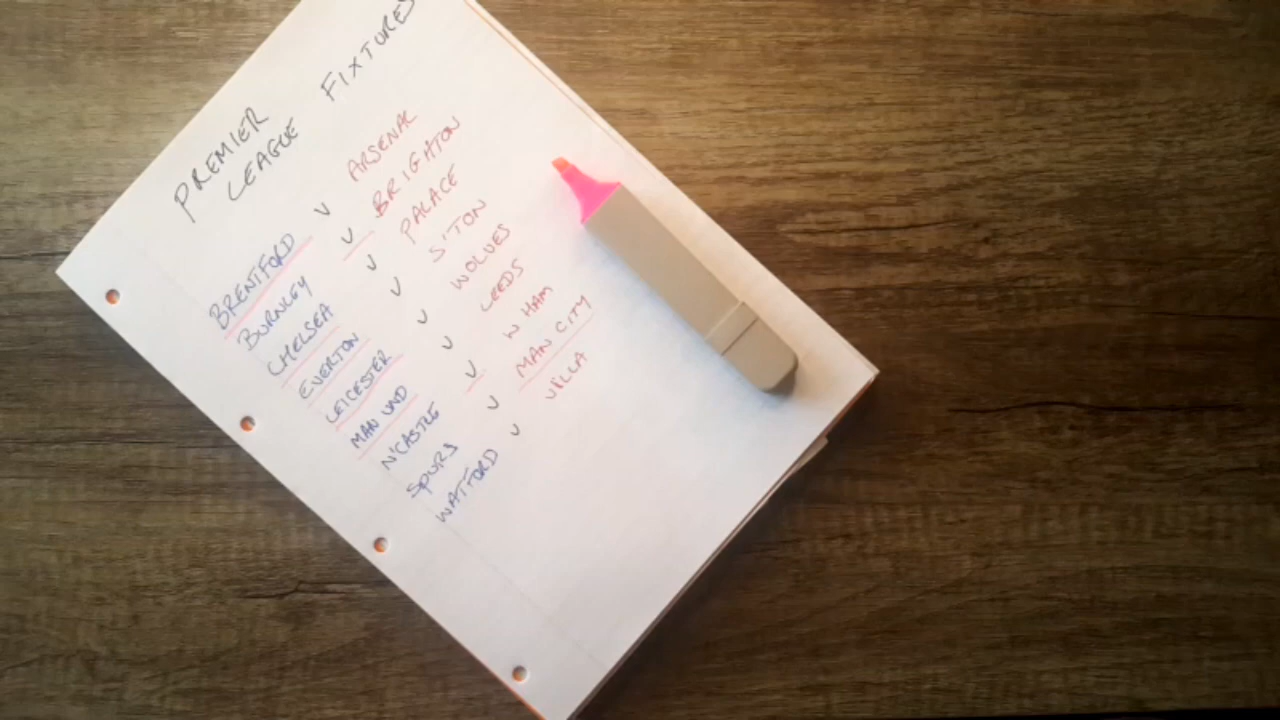 PREMIER
LEAGUE FIXTURES
BRENTFORD V ARSENAL
BURNLEY V BRIGHTON
CHELSEA V PALACE
EVERTON V S'TON
LEICESTER V WOLVES
MAN UND V LEEDS
N'CASTLE V W HAM
SPURS V MAN CITY
WATFORD V VILLA